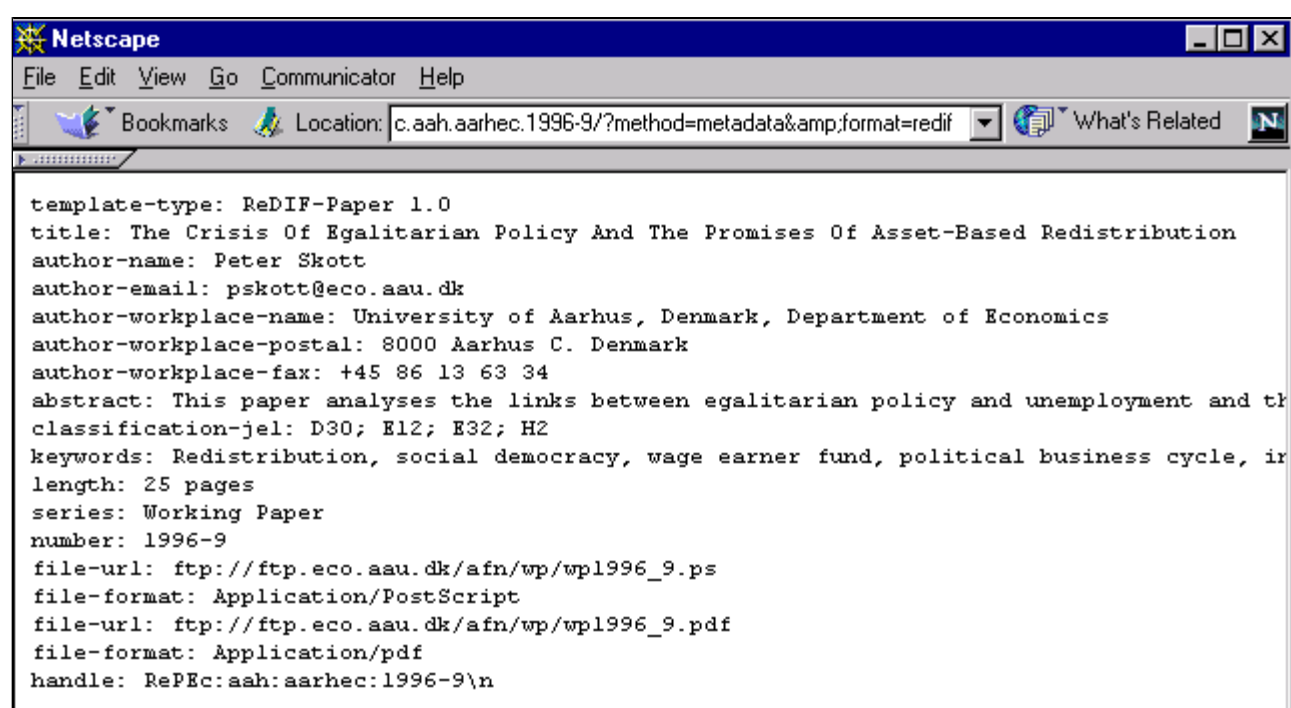 Netscape
File Edit View Go Communicator Help
Bookmarks Location: c.aah.aarhec.1996-9/?method=metadata&amp;format=redif What's Related N
template-type: ReDIF-Paper 1.0
title: The Crisis Of Egalitarian Policy And The Promises Of Asset-Based Redistribution
author-name: Peter Skott
author-email: pskott@eco.aau.dk
author-workplace-name: University of Aarhus, Denmark, Department of Economics
author-workplace-postal: 8000 Aarhus C. Denmark
author-workplace-fax: +45 86 13 63 34
abstract: This paper analyses the links between egalitarian policy and unemployment and th
classification-jel: D30; E12; E32; H2
keywords: Redistribution, social democracy, wage earner fund, political business cycle, in
length: 25 pages
series: Working Paper
number: 1996-9
file-url: ftp://ftp.eco.aau.dk/afn/wp/wp1996_9.ps
file-format: Application/PostScript
file-url: ftp://ftp.eco.aau.dk/afn/wp/wp1996_9.pdf
file-format: Application/pdf
handle: RePEc:aah:aarhec:1996-9\n